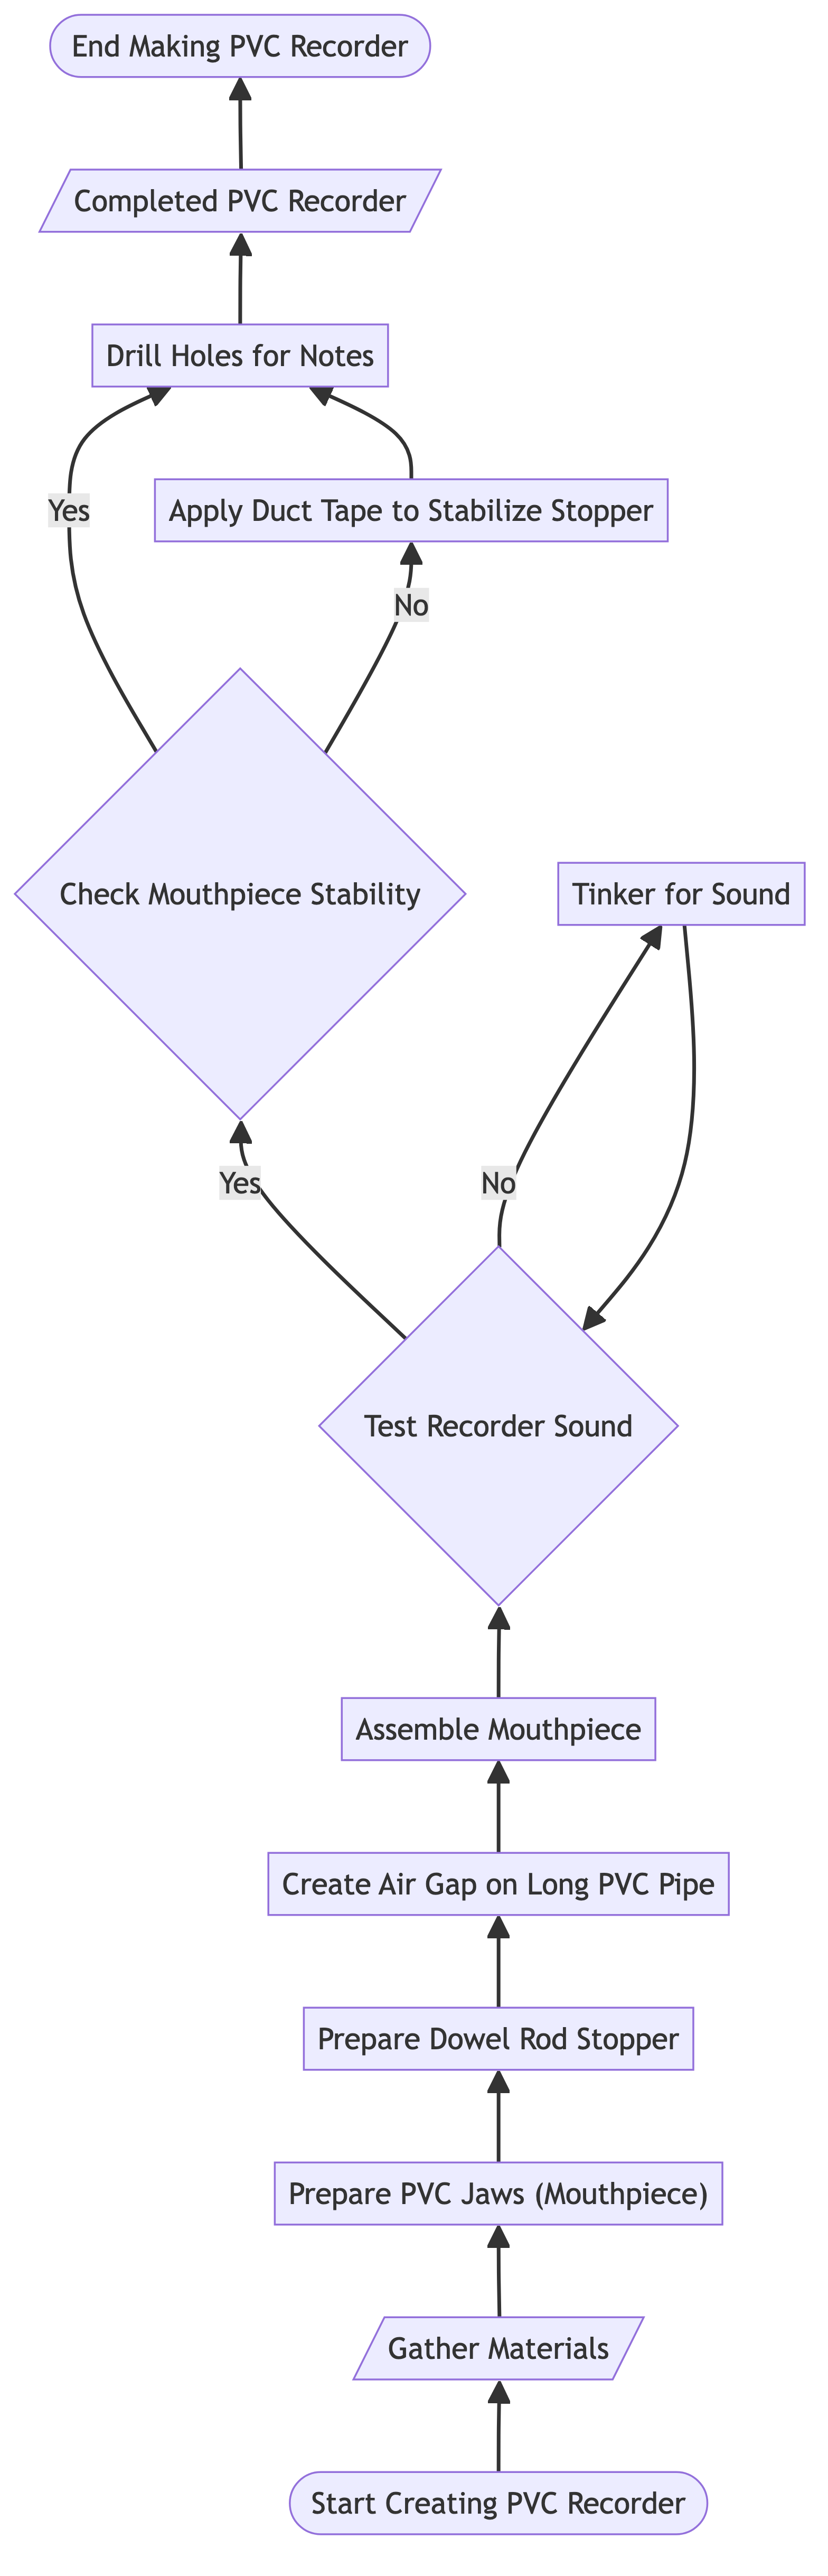 End Making PVC Recorder
Completed PVC Recorder
Drill Holes for Notes
Yes
Apply Duct Tape to Stabilize Stopper
No
Check Mouthpiece Stability
Tinker for Sound
Yes
No
Test Recorder Sound
Assemble Mouthpiece
Create Air Gap on Long PVC Pipe
Prepare Dowel Rod Stopper
Prepare PVC Jaws (Mouthpiece)
Gather Materials
Start Creating PVC Recorder